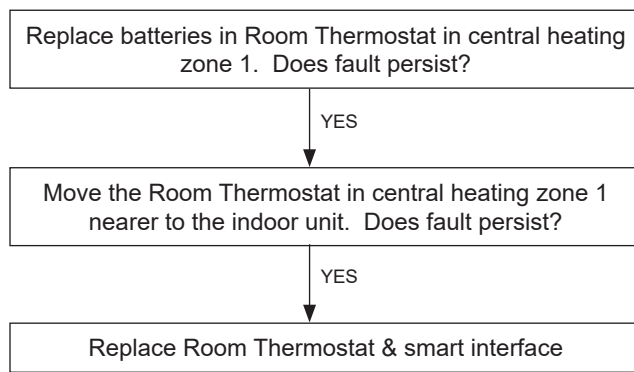 Replace batteries in Room Thermostat in central heating
zone 1.  Does fault persist?
YES
Move the Room Thermostat in central heating zone 1
nearer to the indoor unit.  Does fault persist?
YES
Replace Room Thermostat & smart interface